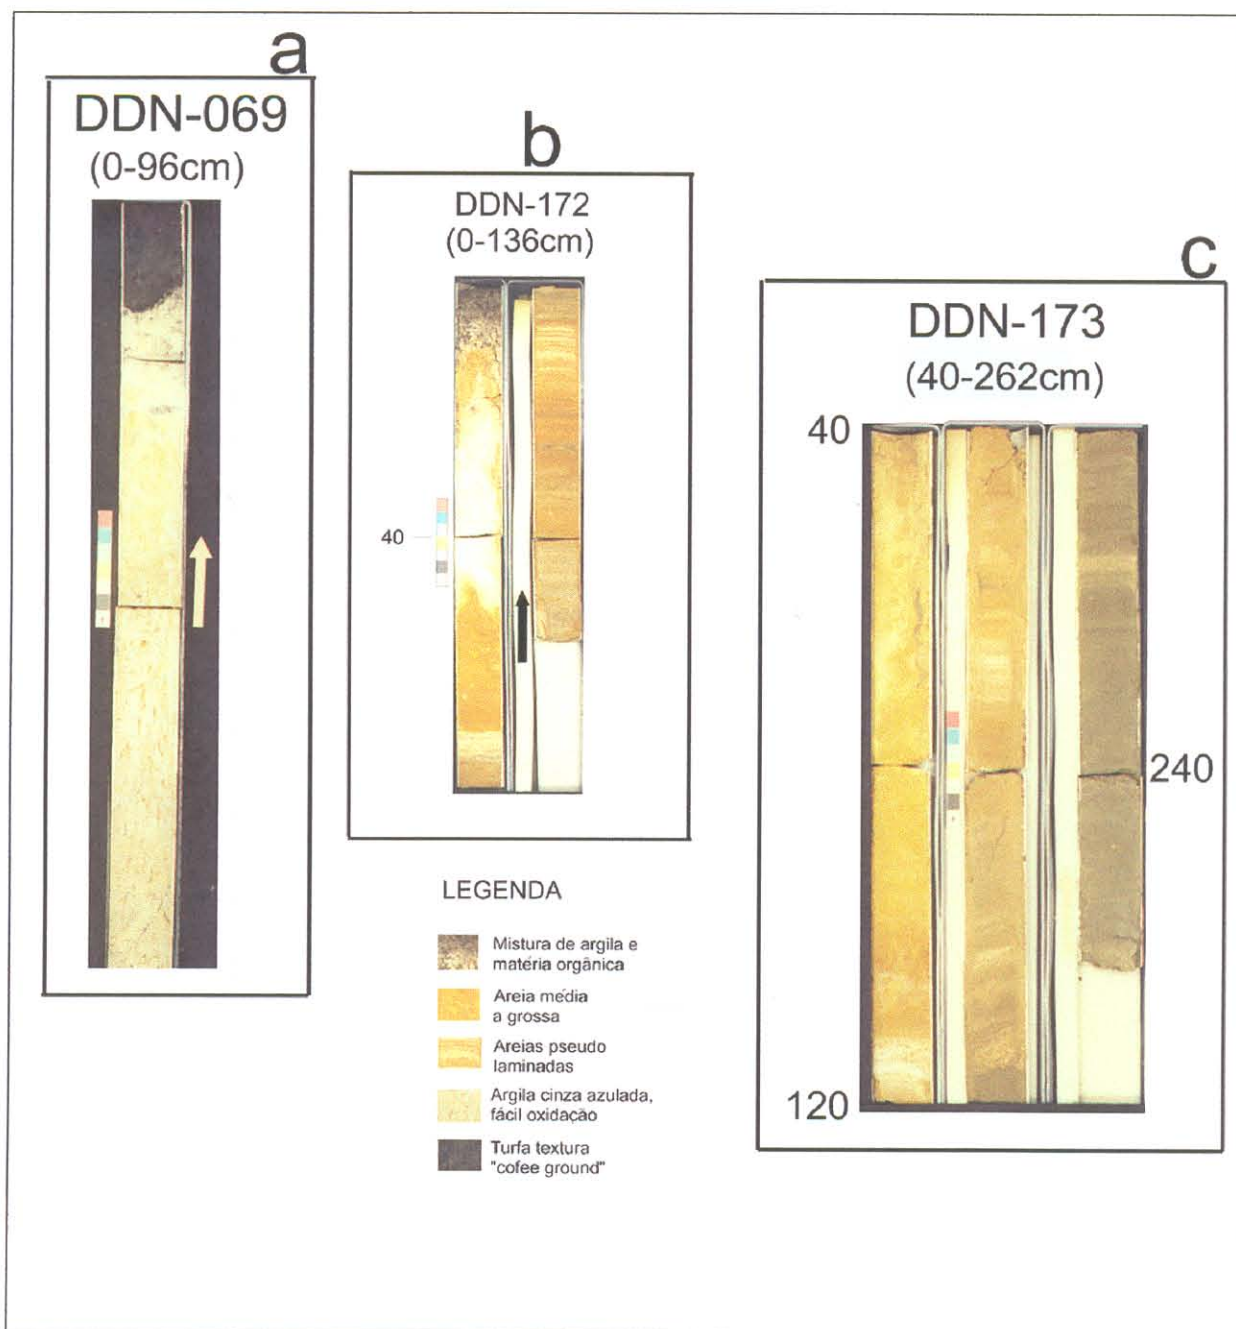 a
DDN-069
(0-96cm)
b
DDN-172
(0-136cm)
40
c
DDN-173
(40-262cm)
40
240
120
LEGENDA
Mistura de argila e
matéria orgânica
Areia média
a grossa
Areias pseudo
laminadas
Argila cinza azulada,
fácil oxidação
Turfa textura
"cofee ground"